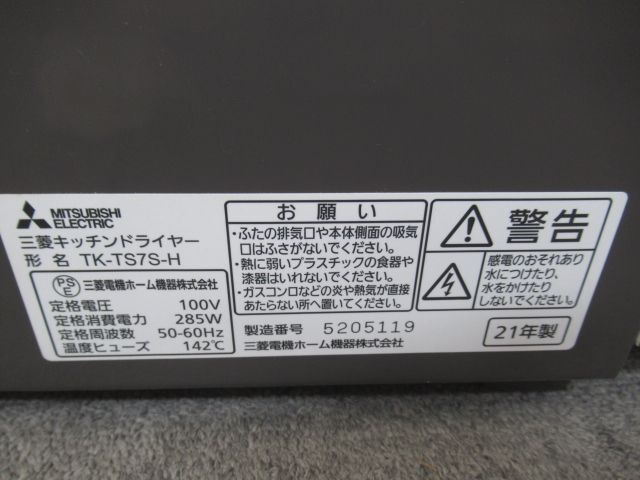 MITSUBISHI
ELECTRIC
三菱キッチンドライヤー
形 名 TK-TS7S-H
PS
E
三菱電機ホーム機器株式会社
定格電圧 100V
定格消費電力 285W
定格周波数 50-60Hz
温度ヒューズ 142℃
お願い
・ふたの排気口や本体側面の吸気
口はふさがないでください。
・熱に弱いプラスチックの食器や
漆器はいれないでください。
・ガスコンロなどの炎や熱気が直接
あたらない所へ置いてください。
製造番号 5205119
三菱電機ホーム機器株式会社
警告
感電のおそれあり
水につけたり、
水をかけたり
しないでください。
21年製